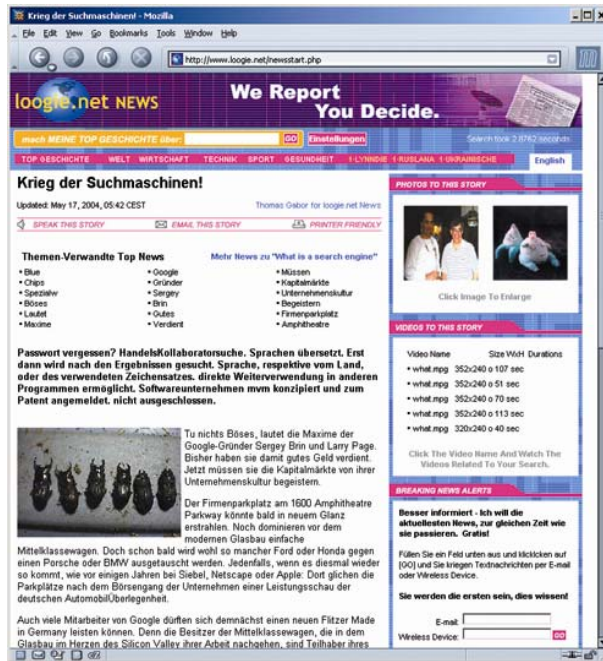 Krieg der Suchmaschinen! - Mozilla
File Edit View Go Bookmarks Tools Window Help
http://www.loogie.net/newsstart.php
loogie.net NEWS
We Report
You Decide.
mach MEINE TOP GESCHICHTE über:
GO
Einstellungen
Search took 2.8762 seconds.
TOP GESCHICHTE WELT WIRTSCHAFT TECHNIK SPORT GESUNDHEIT 1-LYNNDIE 1-RUSLANA 1-UKRAINISCHE
English
Krieg der Suchmaschinen!
Updated: May 17, 2004, 05:42 CEST
Thomas Gabor for loogie.net News
SPEAK THIS STORY
EMAIL THIS STORY
PRINTER FRIENDLY
Themen-Verwandte Top News
Mehr News zu "What is a search engine"
• Blue
• Chips
• Spezialw
• Böses
• Lautet
• Maxime
• Google
• Gründer
• Sergey
• Brin
• Gutes
• Verdient
• Müssen
• Kapitalmärkte
• Unternehmenskultur
• Begeistern
• Firmenparkplatz
• Amphitheatre
Passwort vergessen? HandelsKollaboratorsuche. Sprachen übersetzt. Erst
dann wird nach den Ergebnissen gesucht. Sprache, respektive vom Land,
oder des verwendeten Zeichensatzes. direkte Weiterverwendung in anderen
Programmen ermöglicht. Softwareunternehmen mvm konzipiert und zum
Patent angemeldet. nicht ausgeschlossen.
Tu nichts Böses, lautet die Maxime der
Google-Gründer Sergey Brin und Larry Page.
Bisher haben sie damit gutes Geld verdient.
Jetzt müssen sie die Kapitalmärkte von ihrer
Unternehmenskultur begeistern.
Der Firmenparkplatz am 1600 Amphitheatre
Parkway könnte bald in neuem Glanz
erstrahlen. Noch dominieren vor dem
modernen Glasbau einfache
Mittelklassewagen. Doch schon bald wird wohl so mancher Ford oder Honda gegen
einen Porsche oder BMW ausgetauscht werden. Jedenfalls, wenn es diesmal wieder
so kommt, wie vor einigen Jahren bei Siebel, Netscape oder Apple: Dort glichen die
Parkplätze nach dem Börsengang der Unternehmen einer Leistungsschau der
deutschen AutomobilÜberlegenheit.
Auch viele Mitarbeiter von Google dürften sich demnächst einen neuen Flitzer Made
in Germany leisten können. Denn die Besitzer der Mittelklassewagen, die in dem
Glasbau im Herzen des Silicon Valley ihrer Arbeit nachgehen, sind Teilhaber ihres
PHOTOS TO THIS STORY
Click Image To Enlarge
VIDEOS TO THIS STORY
Video Name Size WxH Durations
• what.mpg 352x240 o 107 sec
• what.mpg 352x240 o 51 sec
• what.mpg 352x240 o 70 sec
• what.mpg 352x240 o 113 sec
• what.mpg 320x240 o 40 sec
Click The Video Name And Watch The
Videos Related To Your Search.
BREAKING NEWS ALERTS
Besser informiert - Ich will die
aktuellesten News, zur gleichen Zeit wie
sie passieren. Gratis!
Füllen Sie ein Feld unten aus und klicklcken auf
[GO] und Sie kriegen Textnachrichten per E-mail
oder Wireless Device.
Sie werden die ersten sein, dies wissen!
E-mail:
Wireless Device:
GO